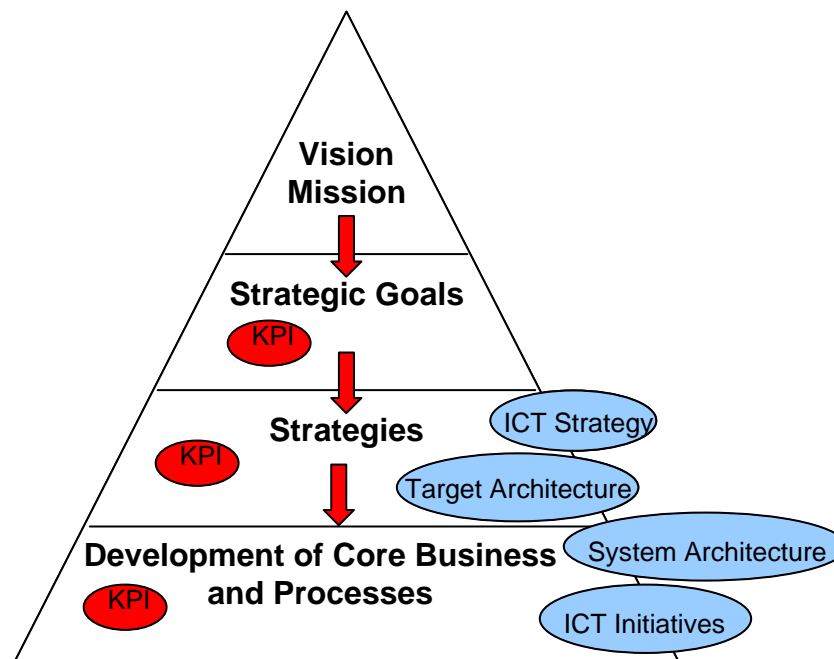 Vision
Mission
Strategic Goals
KPI
Strategies
ICT Strategy
KPI
Target Architecture
Development of Core Business
and Processes
System Architecture
KPI
ICT Initiatives